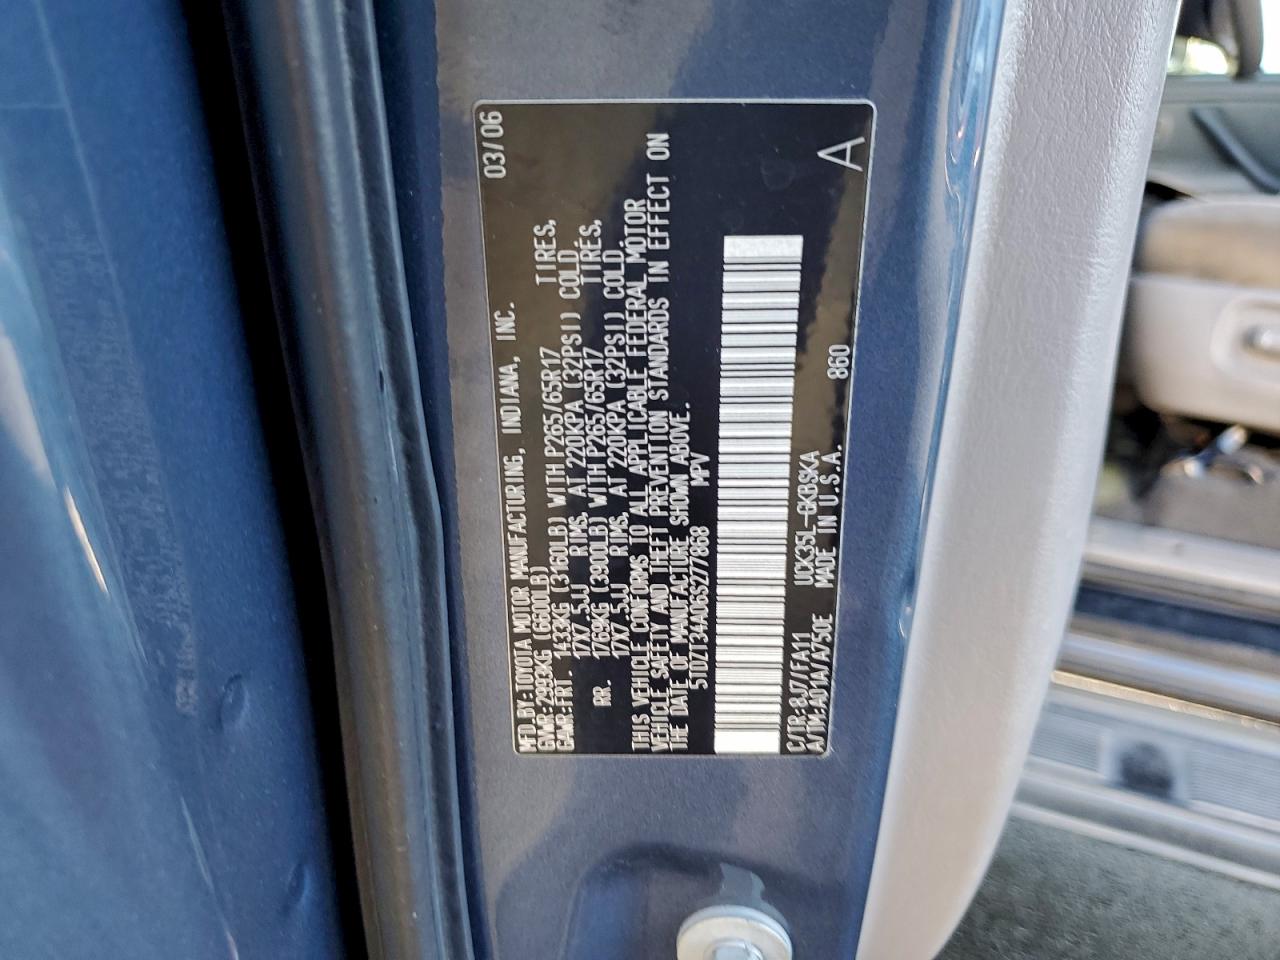 MFD.BY:TOYOTA MOTOR MANUFACTURING, INDIANA, INC. 03/06
GVWR:2993KG (6600LB)
GAWR:FRT. 1433KG (3160LB) WITH P265/65R17 TIRES,
17X7.5JJ RIMS, AT 220KPA (32PSI) COLD.
RR. 1769KG (3900LB) WITH P265/65R17 TIRES,
17X7.5JJ RIMS, AT 220KPA (32PSI) COLD.
THIS VEHICLE CONFORMS TO ALL APPLICABLE FEDERAL MOTOR
VEHICLE SAFETY AND THEFT PREVENTION STANDARDS IN EFFECT ON
THE DATE OF MANUFACTURE SHOWN ABOVE.
5TDZT34A06S277868 MPV
C/TR:8J7/FA11 UCK35L-GKBSKA 860 A
A/TM:A01A/A750E MADE IN U.S.A.